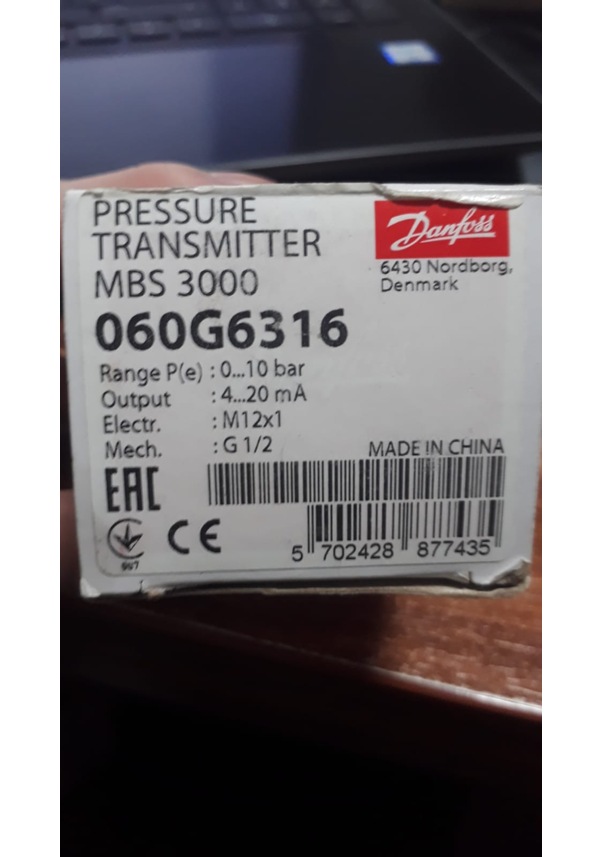 PRESSURE
TRANSMITTER
MBS 3000
Danfoss
6430 Nordborg,
Denmark
060G6316
Range P(e) : 0...10 bar
Output : 4...20 mA
Electr. : M12x1
Mech. : G 1/2
MADE IN CHINA
EAC
CE
5 702428 877435